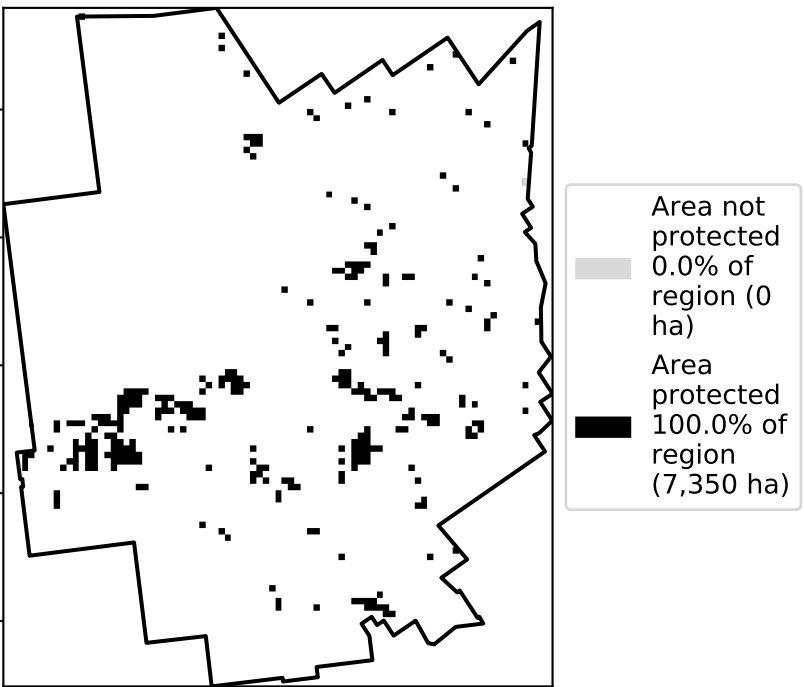 Area not
protected
0.0% of
region (0
ha)
Area
protected
100.0% of
region
(7,350 ha)